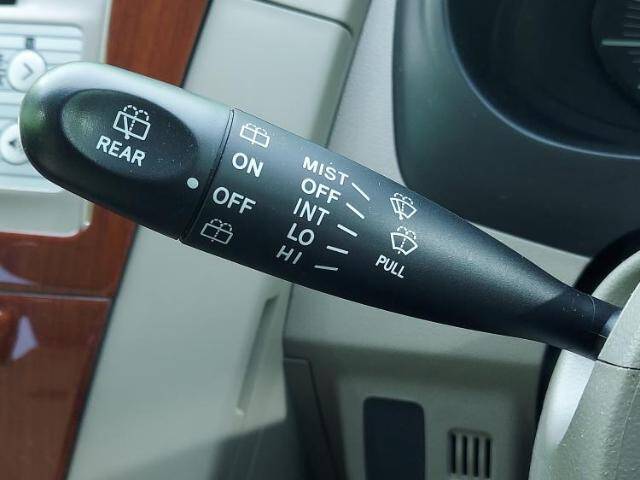 REAR
ON
OFF
MIST
OFF
INT
LO
HI
PULL